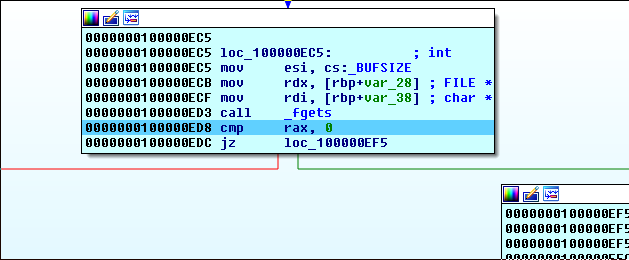 0000000100000EC5
0000000100000EC5 loc_100000EC5: ; int
0000000100000EC5 mov esi, cs:_BUFSIZE
0000000100000ECB mov rdx, [rbp+var_28] ; FILE *
0000000100000ECF mov rdi, [rbp+var_38] ; char *
0000000100000ED3 call _fgets
0000000100000ED8 cmp rax, 0
0000000100000EDC jz loc_100000EF5
0000000100000EF5
0000000100000EF5
0000000100000EF5
0000000100000EF5